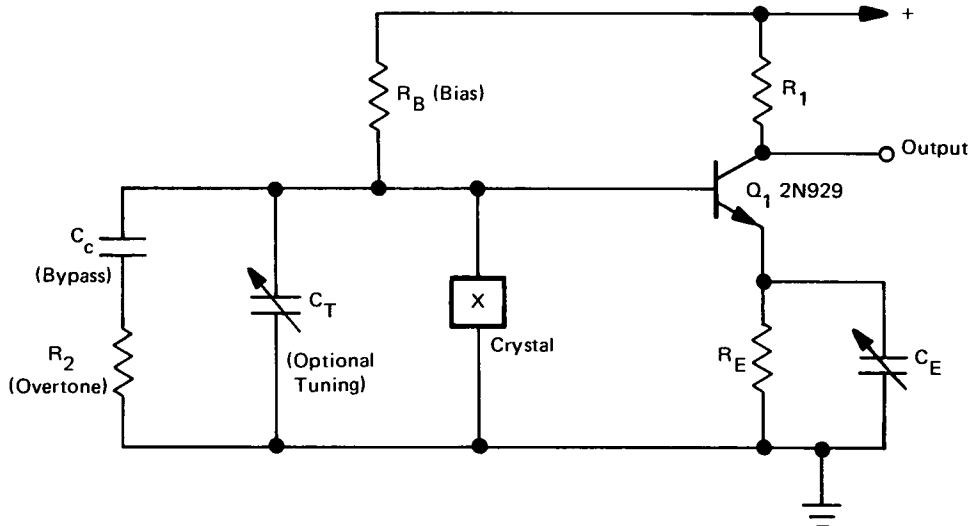 +
R_B (Bias)
R_1
Output
Q_1 2N929
C_c
(Bypass)
C_T
X
R_2
(Overtone)
(Optional
Tuning)
Crystal
R_E
C_E